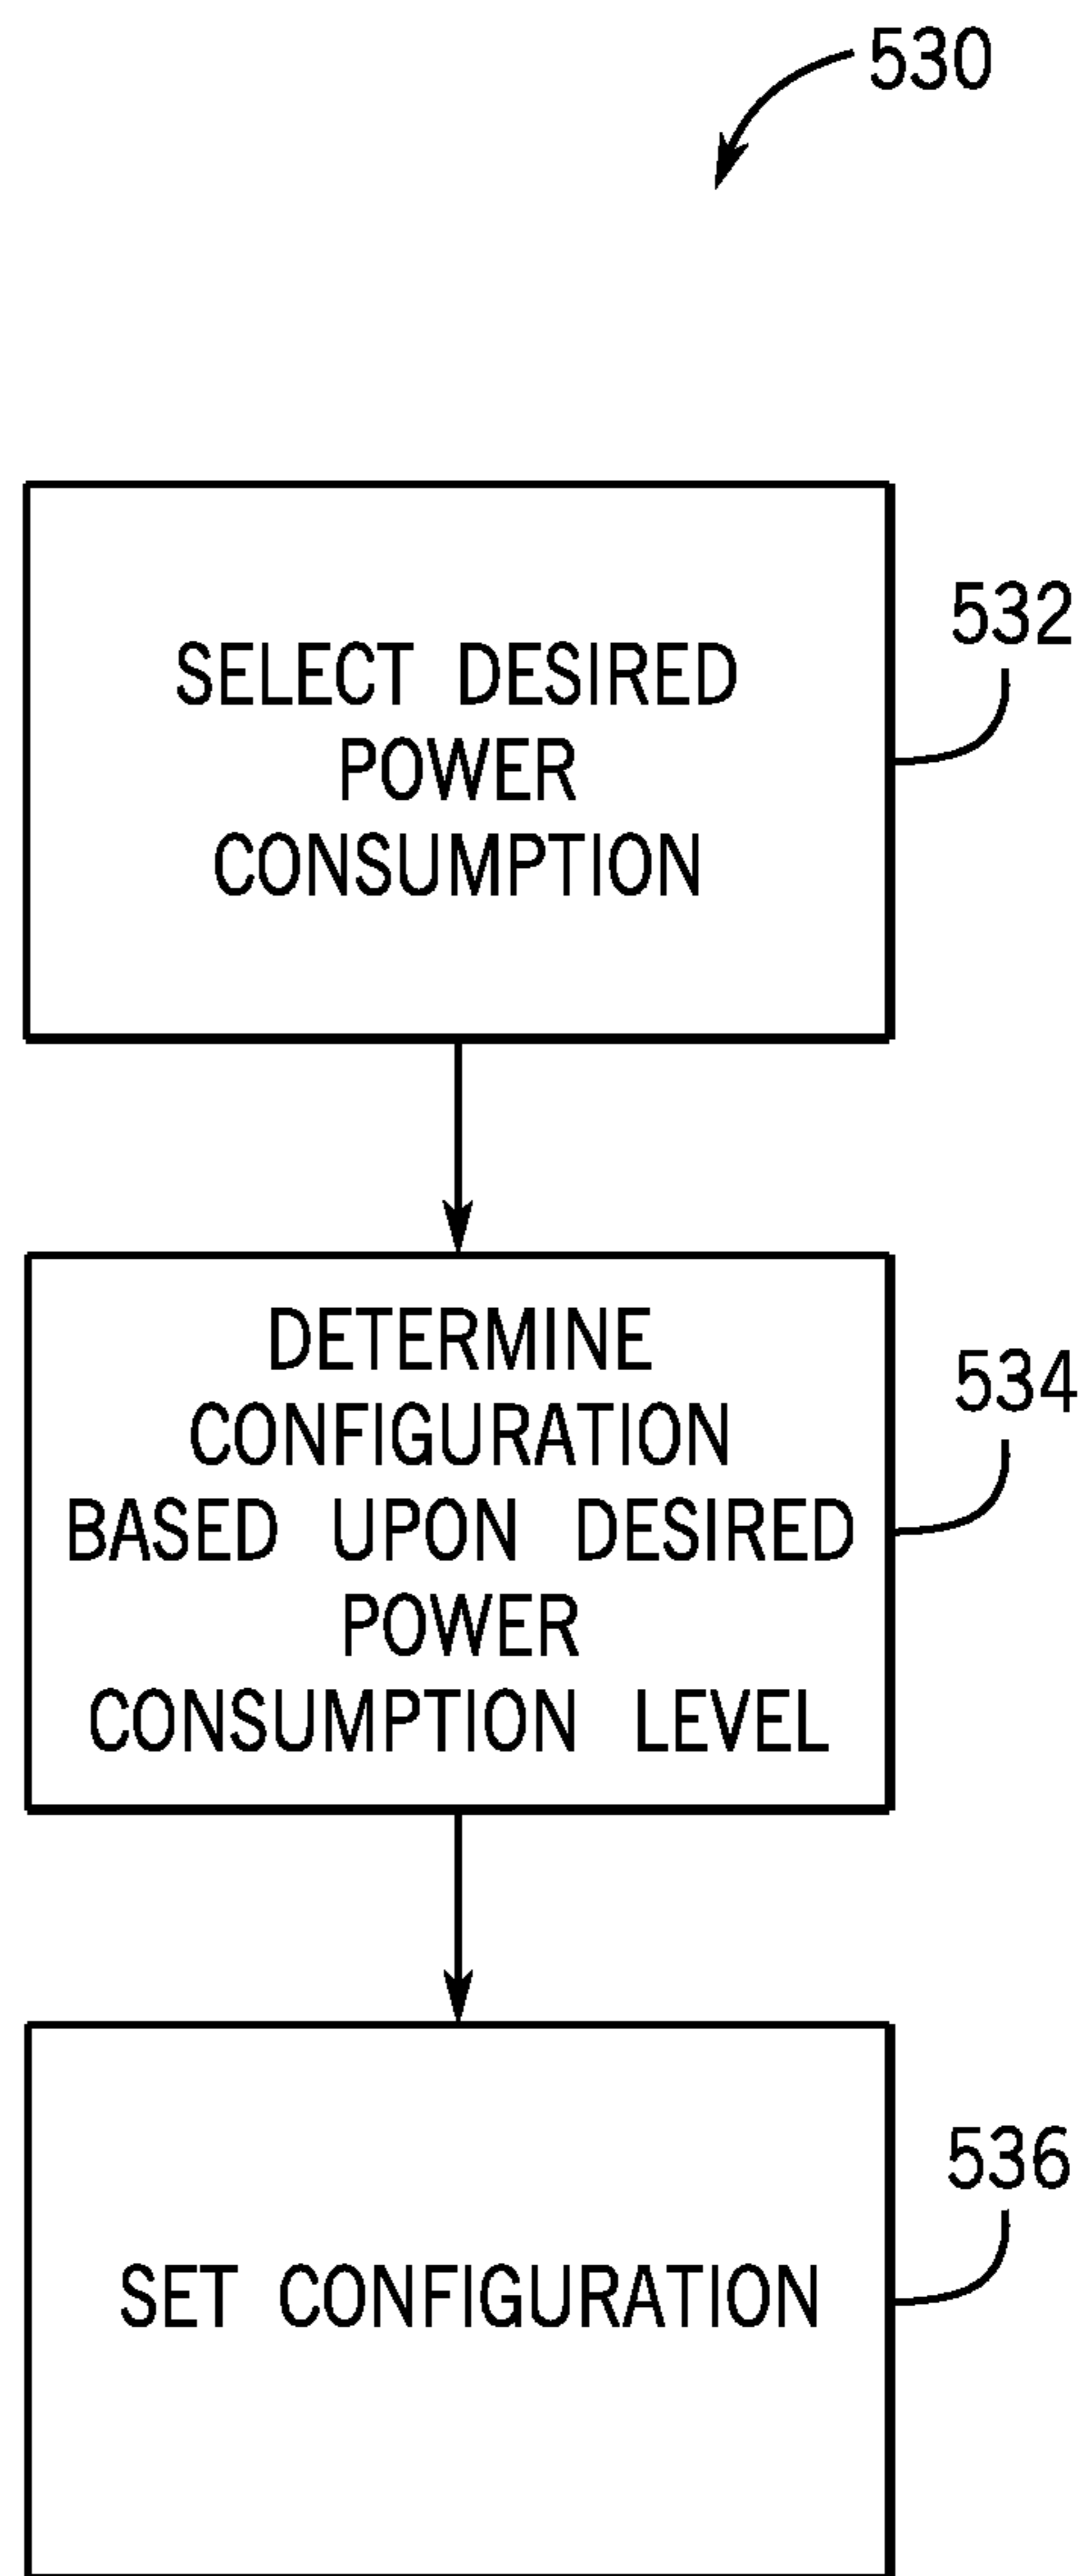 530
SELECT DESIRED
POWER
CONSUMPTION
532
DETERMINE
CONFIGURATION
BASED UPON DESIRED
POWER
CONSUMPTION LEVEL
534
SET CONFIGURATION
536